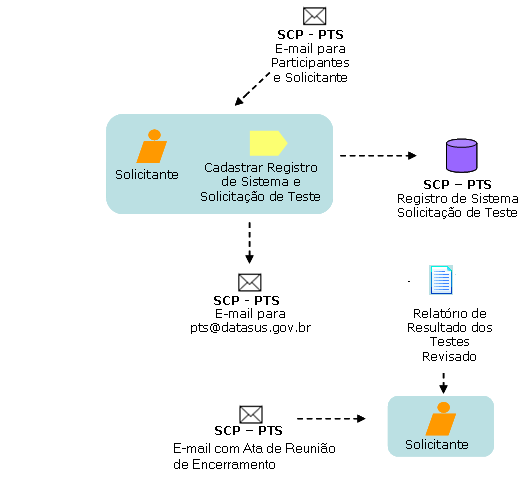 SCP - PTS
E-mail para
Participantes
e Solicitante
Solicitante
Cadastrar Registro
de Sistema e
Solicitação de Teste
SCP – PTS
Registro de Sistema
Solicitação de Teste
SCP - PTS
E-mail para
pts@datasus.gov.br
Relatório de
Resultado dos
Testes
Revisado
SCP – PTS
E-mail com Ata de Reunião
de Encerramento
Solicitante